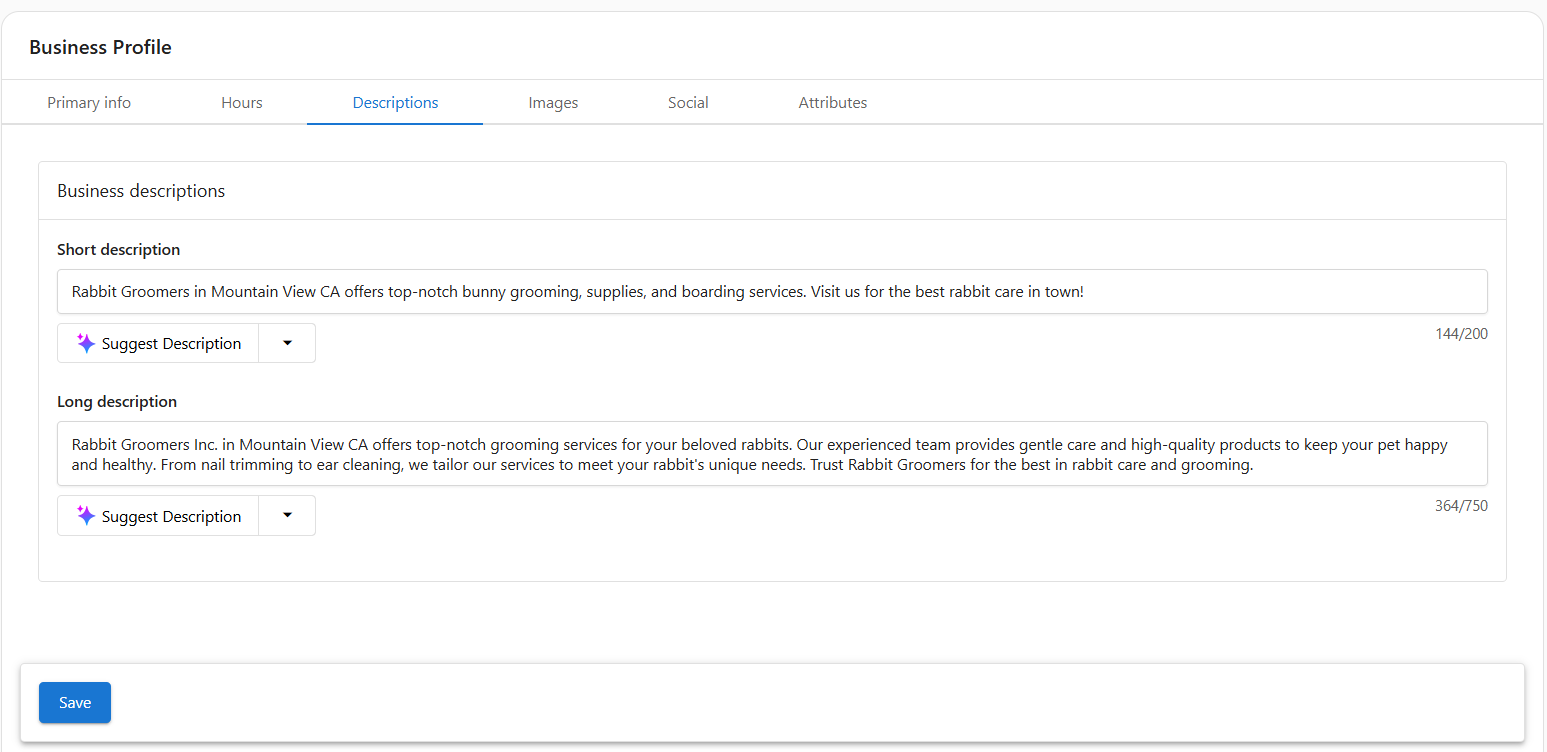 Business Profile
Primary info
Hours
Descriptions
Images
Social
Attributes
Business descriptions
Short description
Rabbit Groomers in Mountain View CA offers top-notch bunny grooming, supplies, and boarding services. Visit us for the best rabbit care in town!
Suggest Description
144/200
Long description
Rabbit Groomers Inc. in Mountain View CA offers top-notch grooming services for your beloved rabbits. Our experienced team provides gentle care and high-quality products to keep your pet happy
and healthy. From nail trimming to ear cleaning, we tailor our services to meet your rabbit's unique needs. Trust Rabbit Groomers for the best in rabbit care and grooming.
Suggest Description
364/750
Save